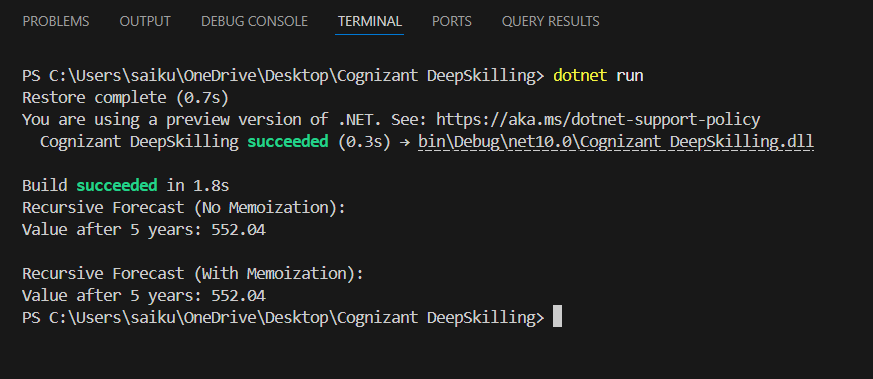 PROBLEMS OUTPUT DEBUG CONSOLE TERMINAL PORTS QUERY RESULTS
PS C:\Users\saiku\OneDrive\Desktop\Cognizant DeepSkilling> dotnet run
Restore complete (0.7s)
You are using a preview version of .NET. See: https://aka.ms/dotnet-support-policy
  Cognizant DeepSkilling succeeded (0.3s) → bin\Debug\net10.0\Cognizant DeepSkilling.dll
Build succeeded in 1.8s
Recursive Forecast (No Memoization):
Value after 5 years: 552.04
Recursive Forecast (With Memoization):
Value after 5 years: 552.04
PS C:\Users\saiku\OneDrive\Desktop\Cognizant DeepSkilling>